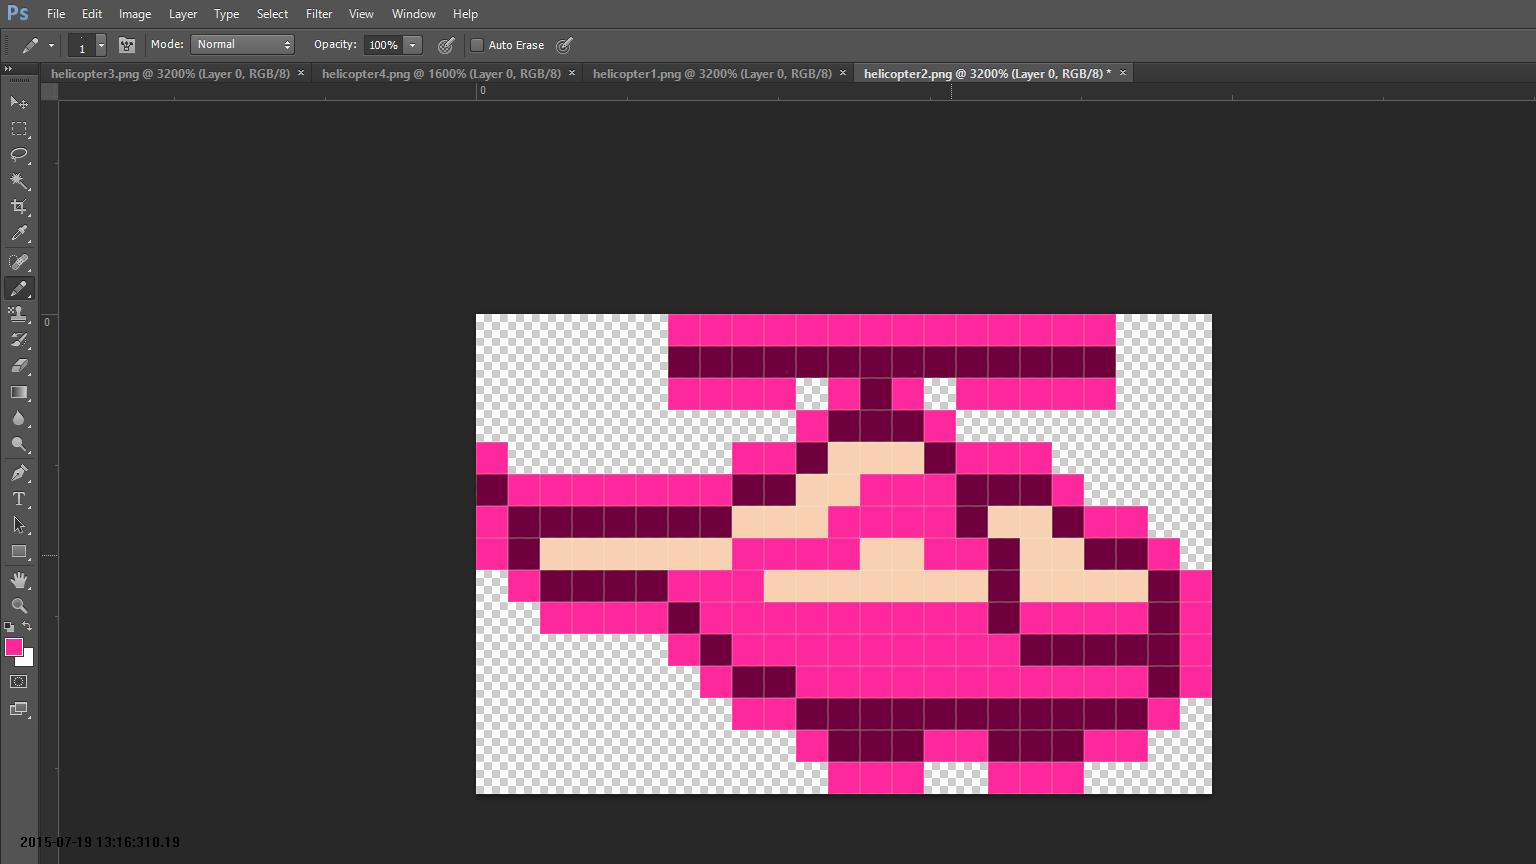 Ps File Edit Image Layer Type Select Filter View Window Help
1 Mode: Normal Opacity: 100% Auto Erase
helicopter3.png @ 3200% (Layer 0, RGB/8) × helicopter4.png @ 1600% (Layer 0, RGB/8) × helicopter1.png @ 3200% (Layer 0, RGB/8) × helicopter2.png @ 3200% (Layer 0, RGB/8) * ×
0
0
T
2015-07-19 13:16:310.19